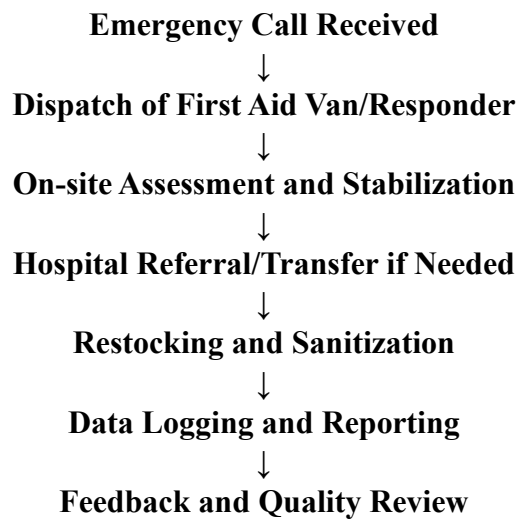 Emergency Call Received
↓
Dispatch of First Aid Van/Responder
↓
On-site Assessment and Stabilization
↓
Hospital Referral/Transfer if Needed
↓
Restocking and Sanitization
↓
Data Logging and Reporting
↓
Feedback and Quality Review